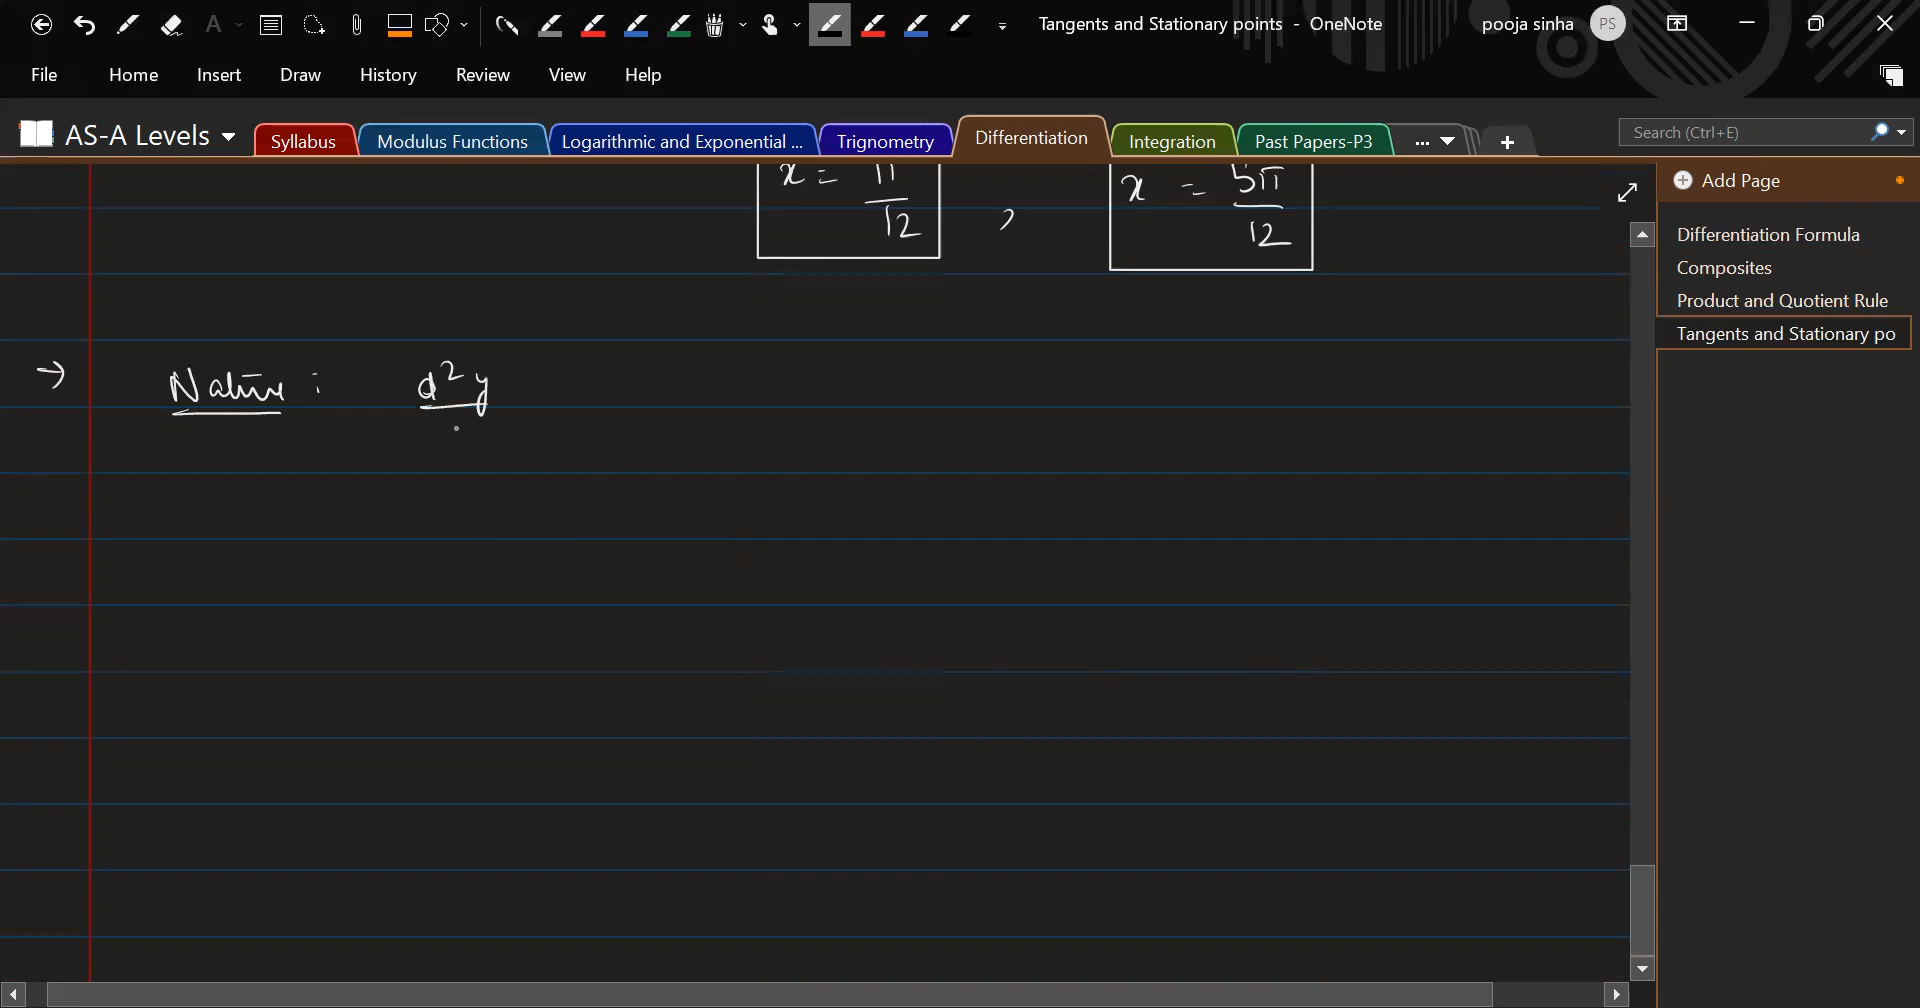 Tangents and Stationary points - OneNote
pooja sinha PS
File Home Insert Draw History Review View Help
AS-A Levels Syllabus Modulus Functions Logarithmic and Exponential ... Trignometry Differentiation Integration Past Papers-P3 ... Search (Ctrl+E)
Add Page
Differentiation Formula
Composites
Product and Quotient Rule
Tangents and Stationary po
x = π/12 , x = 5π/12
→ Nature : d²y